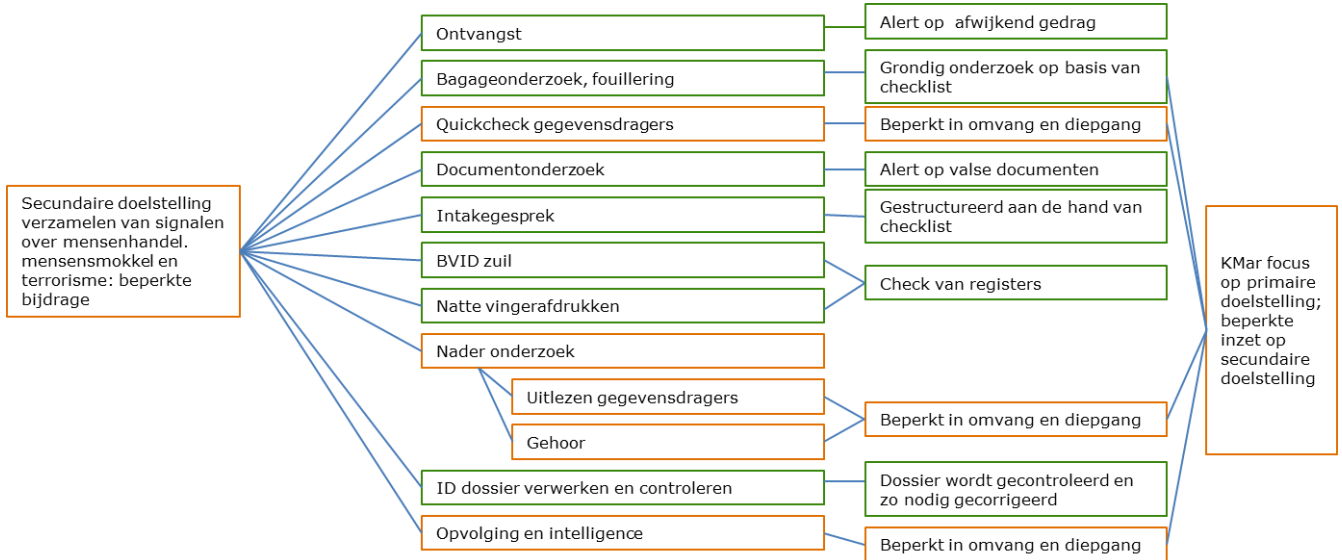 Secundaire doelstelling
verzamelen van signalen
over mensenhandel.
mensensmokkel en
terrorisme: beperkte
bijdrage
Ontvangst
Bagageonderzoek, fouillering
Quickcheck gegevensdragers
Documentonderzoek
Intakegesprek
BVID zuil
Natte vingerafdrukken
Nader onderzoek
Uitlezen gegevensdragers
Gehoor
ID dossier verwerken en controleren
Opvolging en intelligence
Alert op  afwijkend gedrag
Grondig onderzoek op basis van
checklist
Beperkt in omvang en diepgang
Alert op valse documenten
Gestructureerd aan de hand van
checklist
Check van registers
Beperkt in omvang en diepgang
Dossier wordt gecontroleerd en
zo nodig gecorrigeerd
Beperkt in omvang en diepgang
KMar focus
op primaire
doelstelling;
beperkte
inzet op
secundaire
doelstelling